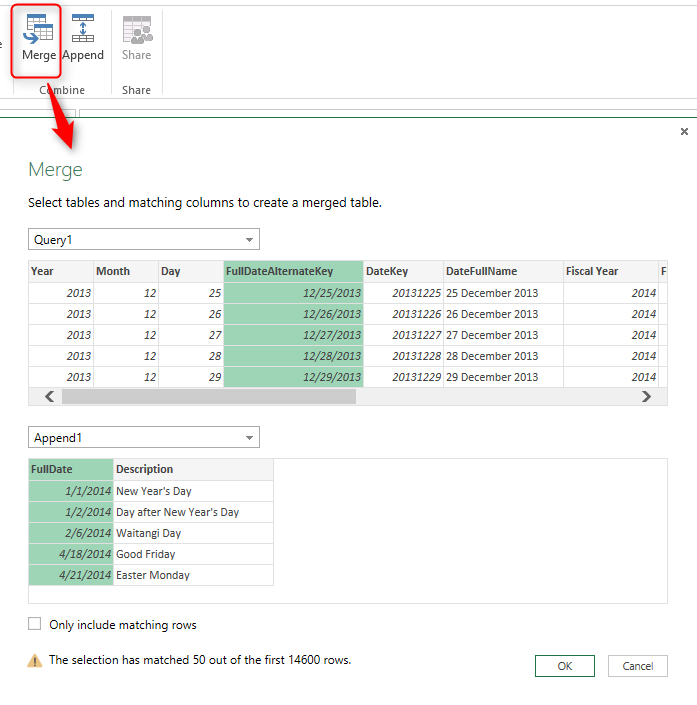 e
Merge Append Share
Combine Share
Merge
Select tables and matching columns to create a merged table.
Query1
Year Month Day FullDateAlternateKey DateKey DateFullName Fiscal Year F
2013 12 25 12/25/2013 20131225 25 December 2013 2014
2013 12 26 12/26/2013 20131226 26 December 2013 2014
2013 12 27 12/27/2013 20131227 27 December 2013 2014
2013 12 28 12/28/2013 20131228 28 December 2013 2014
2013 12 29 12/29/2013 20131229 29 December 2013 2014
Append1
FullDate Description
1/1/2014 New Year's Day
1/2/2014 Day after New Year's Day
2/6/2014 Waitangi Day
4/18/2014 Good Friday
4/21/2014 Easter Monday
Only include matching rows
The selection has matched 50 out of the first 14600 rows.
OK Cancel